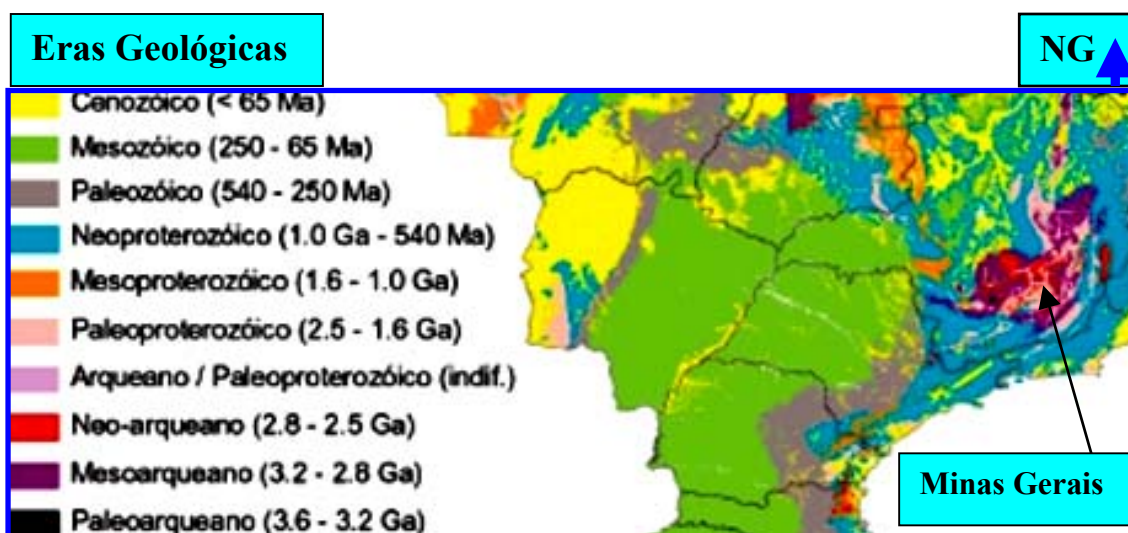 Eras Geológicas
NG
Cenozóico (< 65 Ma)
Mesozóico (250 - 65 Ma)
Paleozóico (540 - 250 Ma)
Neoproterozóico (1.0 Ga - 540 Ma)
Mesoproterozóico (1.6 - 1.0 Ga)
Paleoproterozóico (2.5 - 1.6 Ga)
Arqueano / Paleoproterozóico (indif.)
Neo-arqueano (2.8 - 2.5 Ga)
Mesoarqueano (3.2 - 2.8 Ga)
Paleoarqueano (3.6 - 3.2 Ga)
Minas Gerais